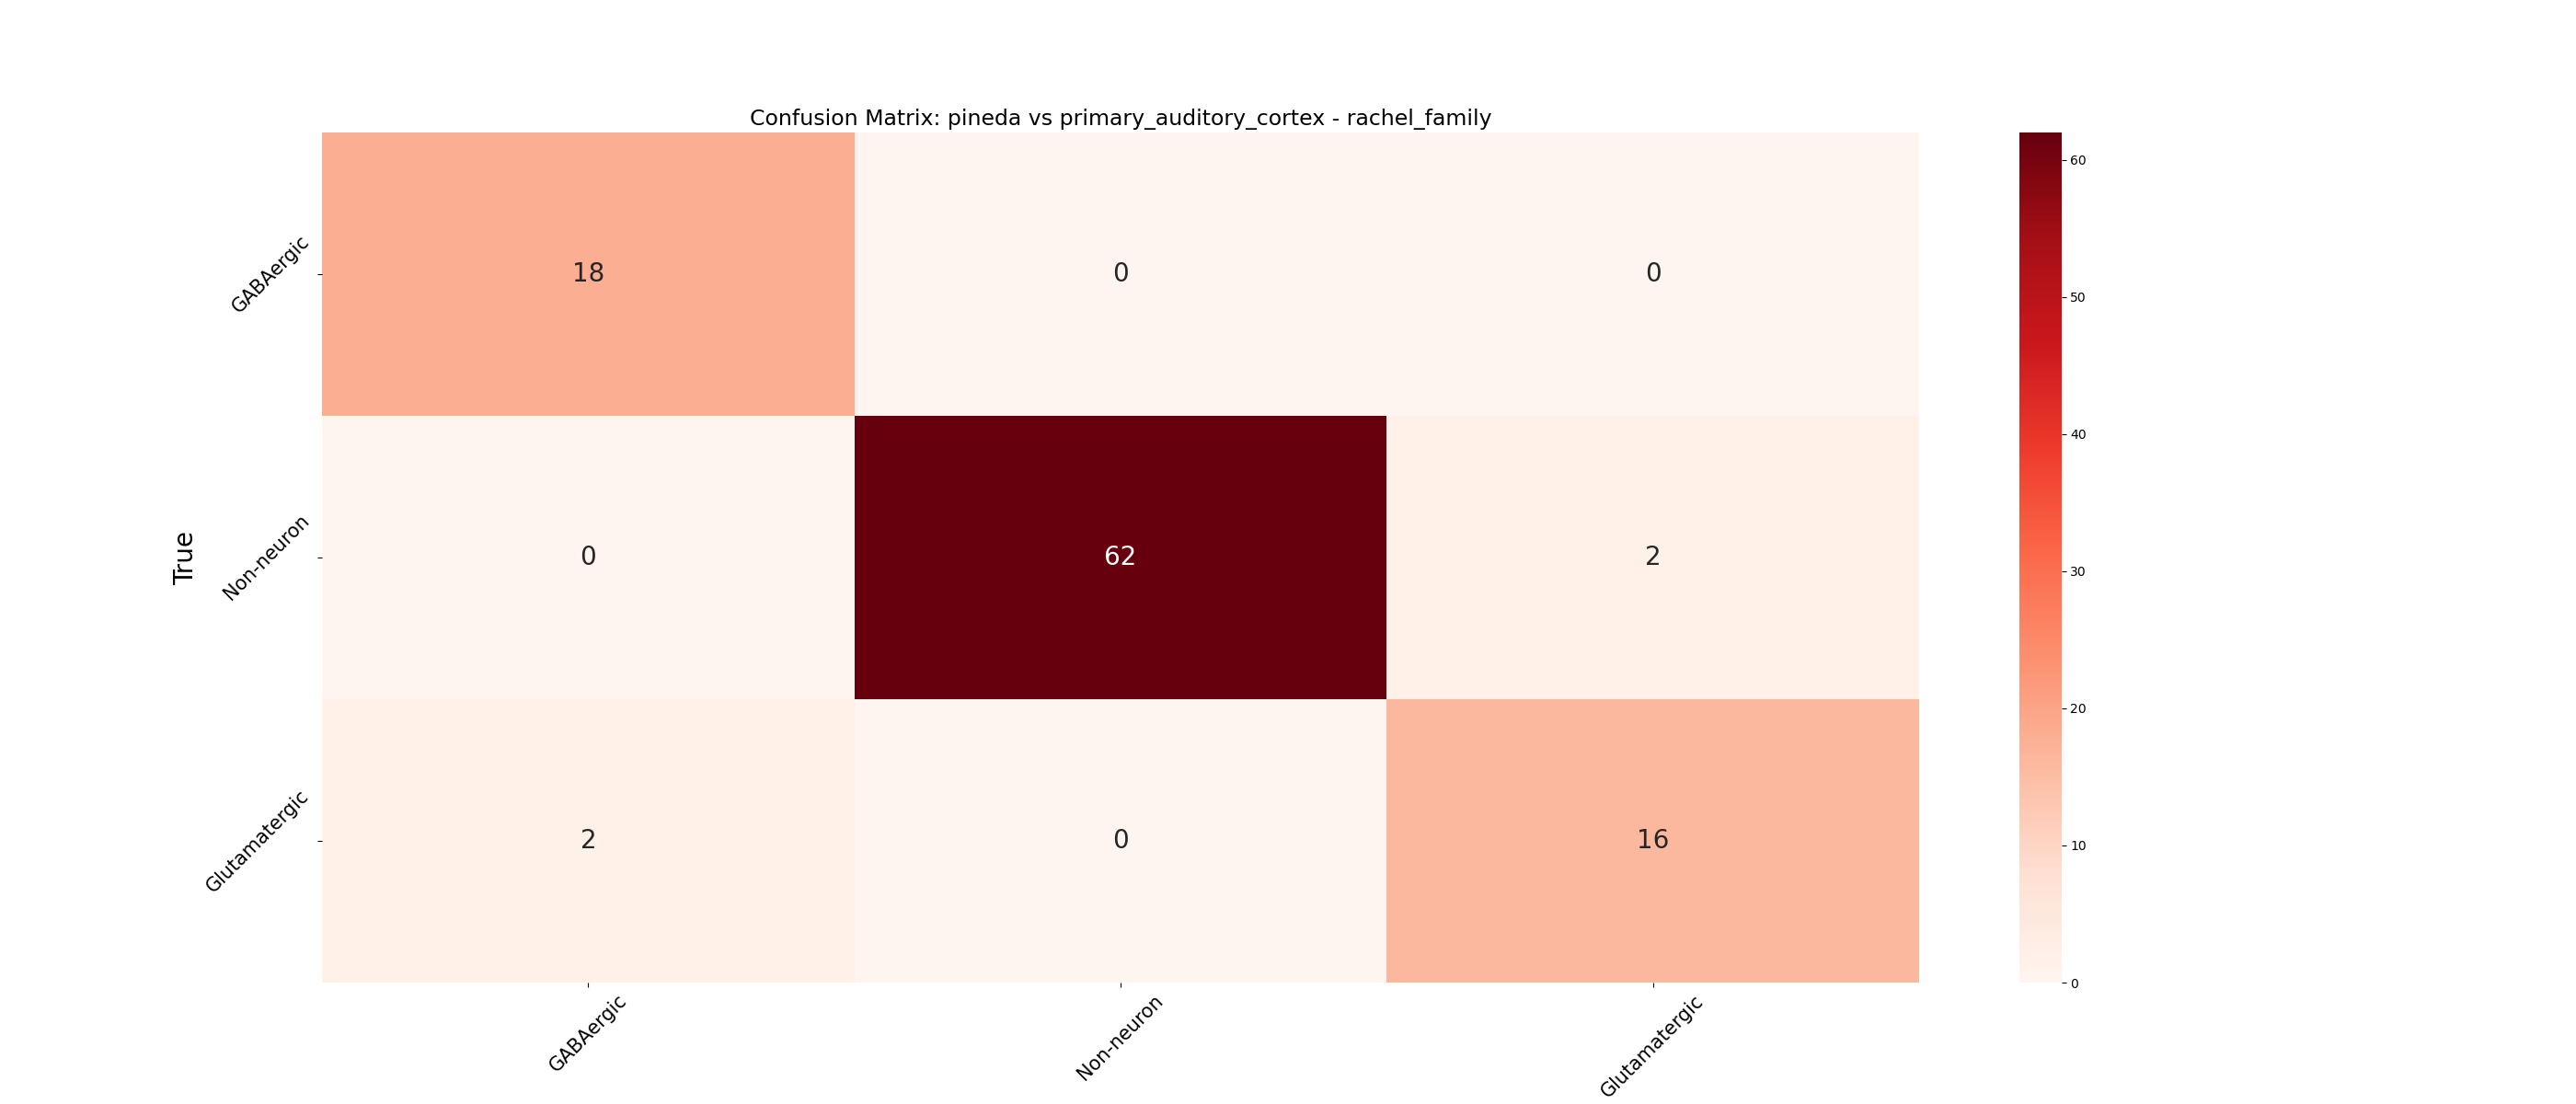 Confusion Matrix: pineda vs primary_auditory_cortex - rachel_family
True
GABAergic
18
0
0
Non-neuron
0
62
2
Glutamatergic
2
0
16
GABAergic
Non-neuron
Glutamatergic
60
50
40
30
20
10
0